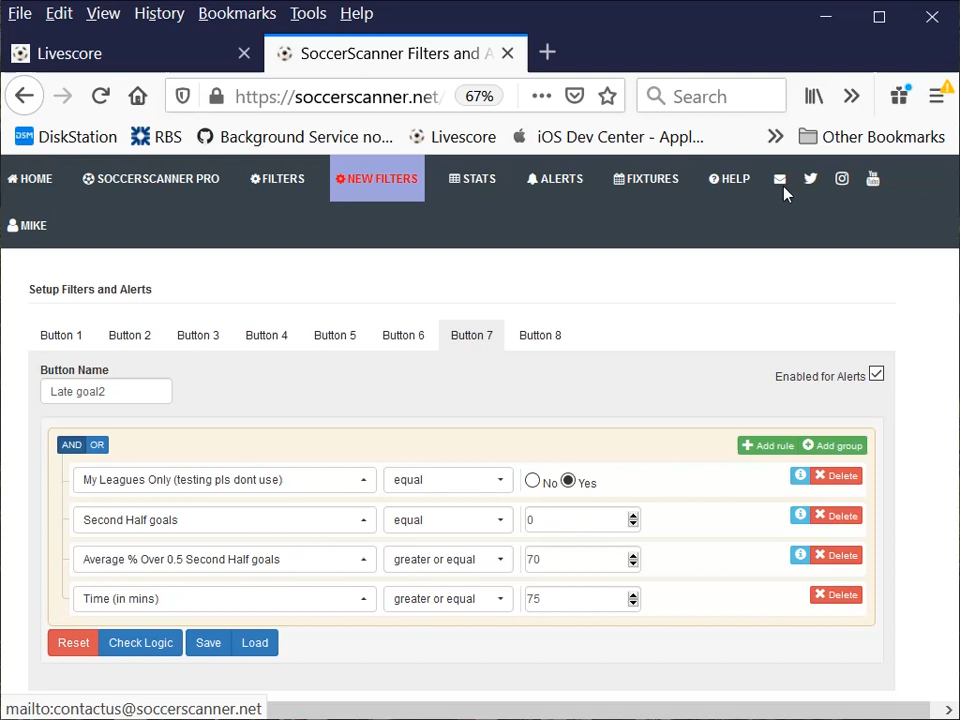 File Edit View History Bookmarks Tools Help
Livescore
SoccerScanner Filters and A
https://soccerscanner.net/ 67% Search
DSM DiskStation RBS Background Service no... Livescore iOS Dev Center - Appl... Other Bookmarks
HOME SOCCERSCANNER PRO FILTERS NEW FILTERS STATS ALERTS FIXTURES HELP
MIKE
Setup Filters and Alerts
Button 1 Button 2 Button 3 Button 4 Button 5 Button 6 Button 7 Button 8
Button Name
Enabled for Alerts
Late goal2
AND OR Add rule Add group
My Leagues Only (testing pls dont use) equal No Yes Delete
Second Half goals equal 0 Delete
Average % Over 0.5 Second Half goals greater or equal 70 Delete
Time (in mins) greater or equal 75 Delete
Reset Check Logic Save Load
mailto:contactus@soccerscanner.net